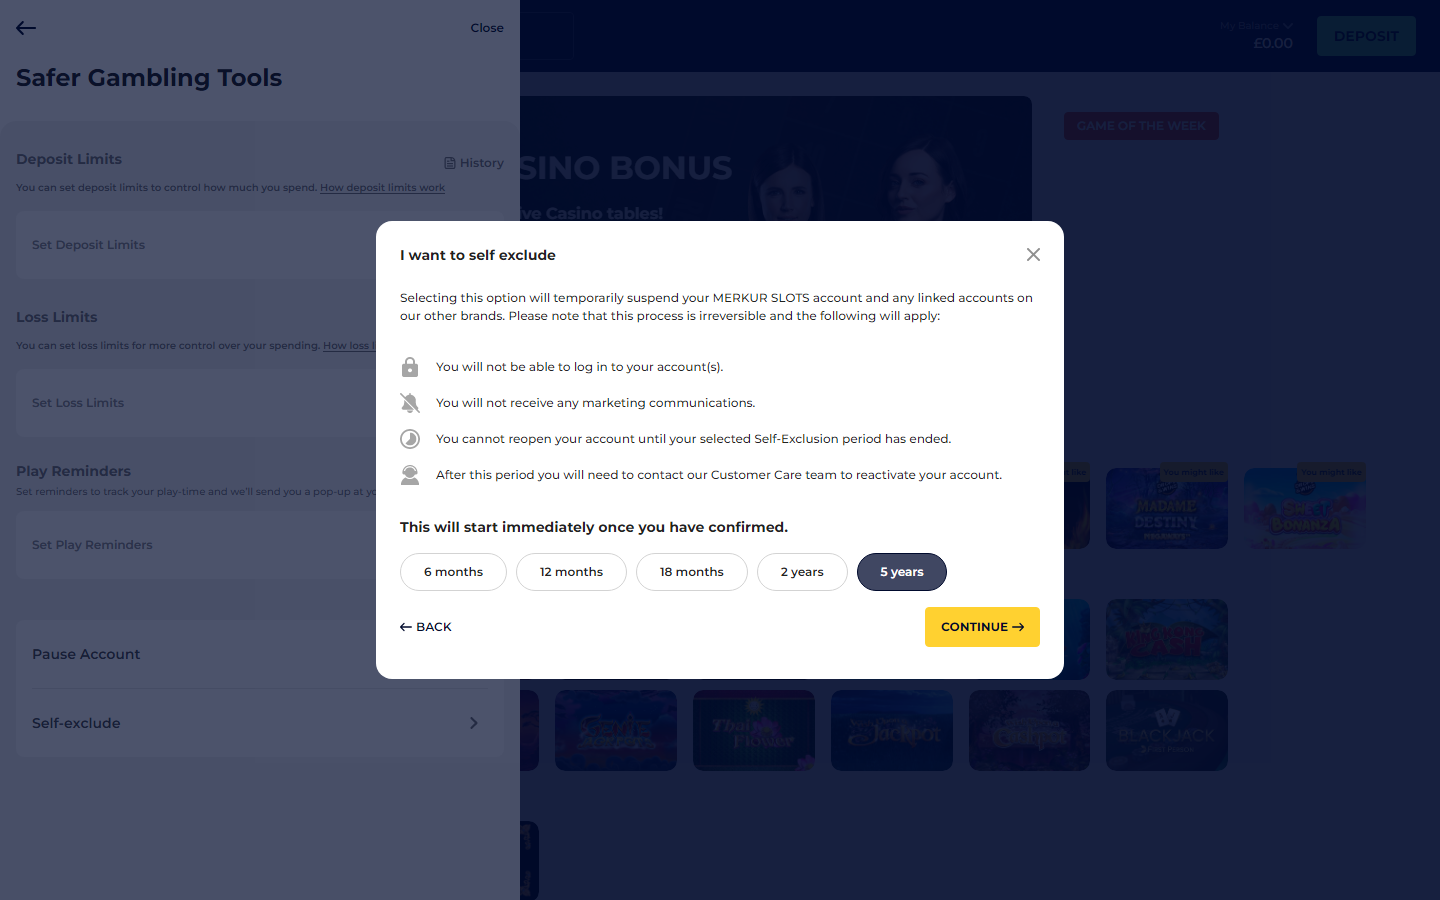 Close
My Balance
£0.00
DEPOSIT
Safer Gambling Tools
GAME OF THE WEEK
Deposit Limits
History
SINO BONUS
You can set deposit limits to control how much you spend. How deposit limits work
ve Casino tables!
Set Deposit Limits
I want to self exclude
Selecting this option will temporarily suspend your MERKUR SLOTS account and any linked accounts on
our other brands. Please note that this process is irreversible and the following will apply:
Loss Limits
You can set loss limits for more control over your spending. How loss l
You will not be able to log in to your account(s).
Set Loss Limits
You will not receive any marketing communications.
You cannot reopen your account until your selected Self-Exclusion period has ended.
Play Reminders
After this period you will need to contact our Customer Care team to reactivate your account.
like
You might like
You might like
Set reminders to track your play-time and we'll send you a pop-up at yo
MADAME
DESTINY
MEGAWAYS
SWEET
BONANZA
This will start immediately once you have confirmed.
Set Play Reminders
6 months
12 months
18 months
2 years
5 years
BACK
CONTINUE
Pause Account
Self-exclude
Thai
Flower
Jackpot
BLACKJACK